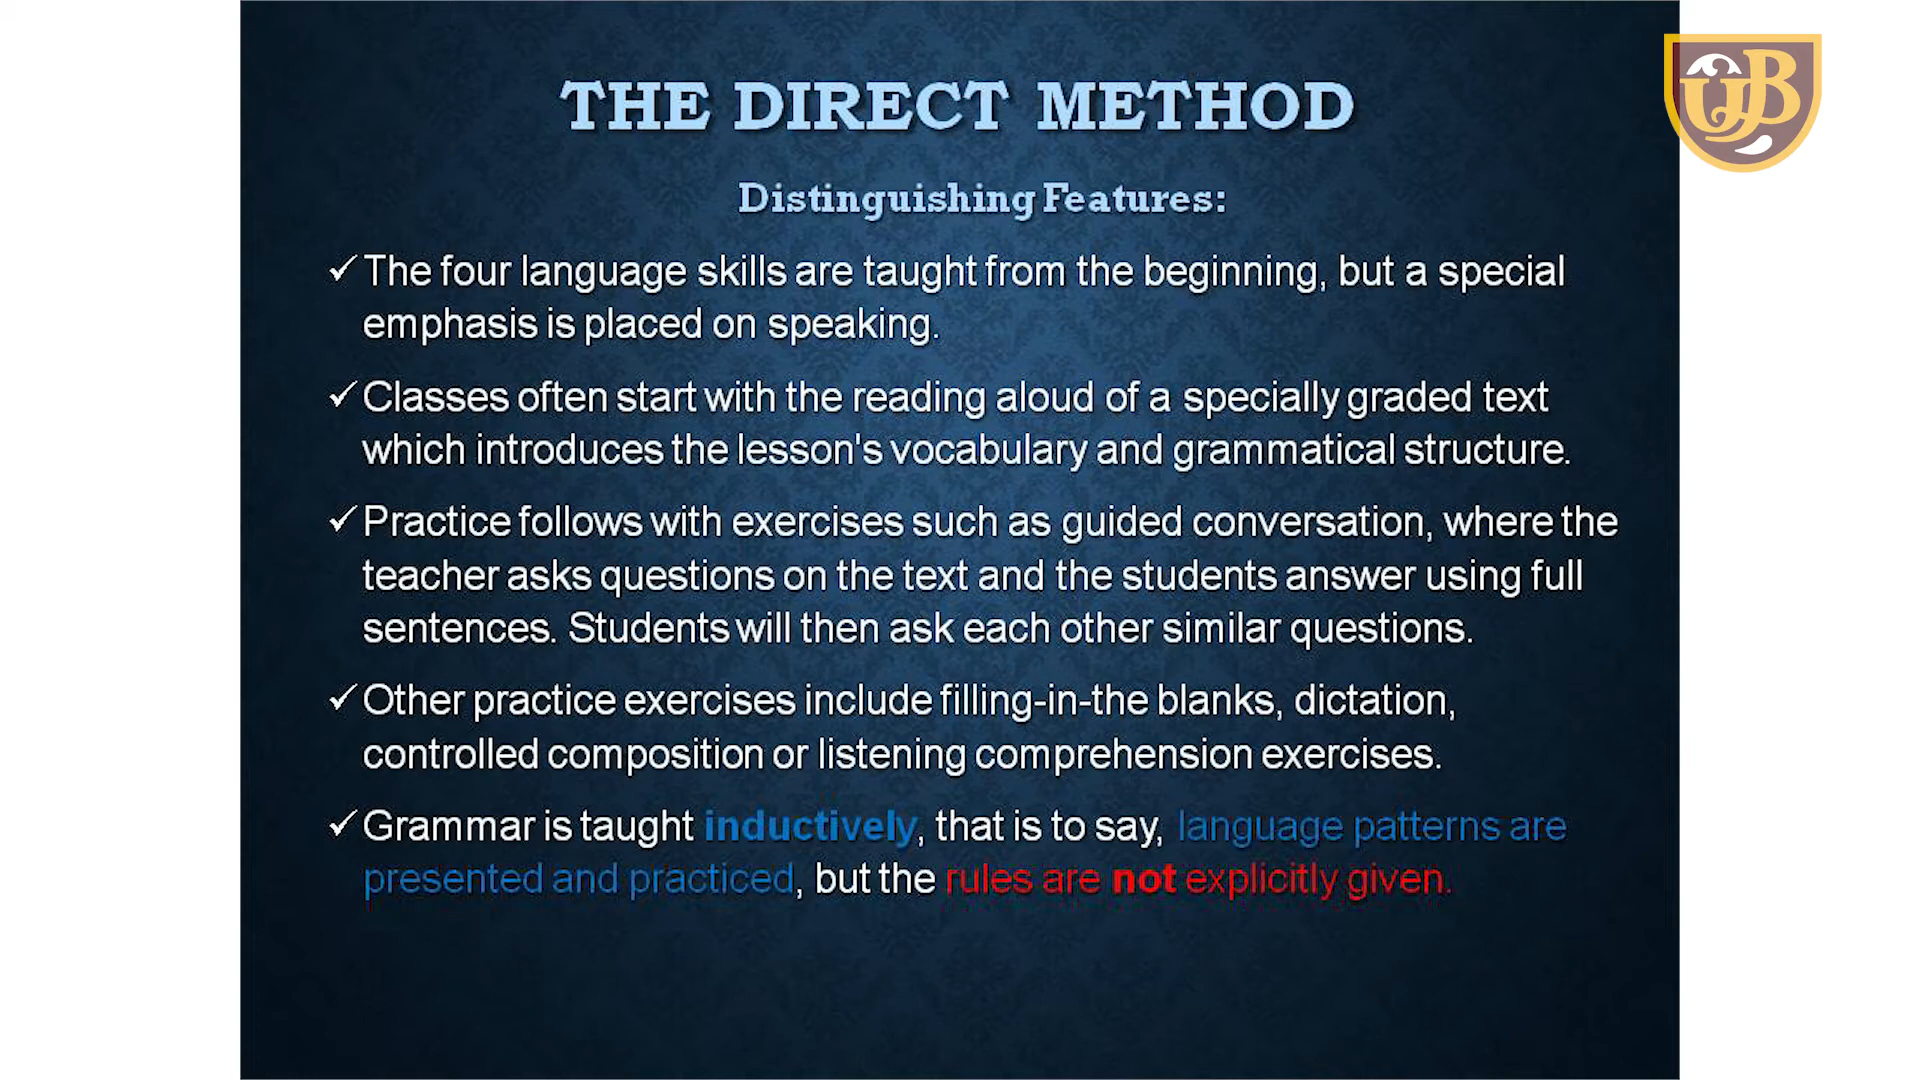 THE DIRECT METHOD
UJB
Distinguishing Features:
✓ The four language skills are taught from the beginning, but a special
emphasis is placed on speaking.
✓ Classes often start with the reading aloud of a specially graded text
which introduces the lesson's vocabulary and grammatical structure.
✓ Practice follows with exercises such as guided conversation, where the
teacher asks questions on the text and the students answer using full
sentences. Students will then ask each other similar questions.
✓ Other practice exercises include filling-in-the blanks, dictation,
controlled composition or listening comprehension exercises.
✓ Grammar is taught inductively, that is to say, language patterns are
presented and practiced, but the rules are not explicitly given.